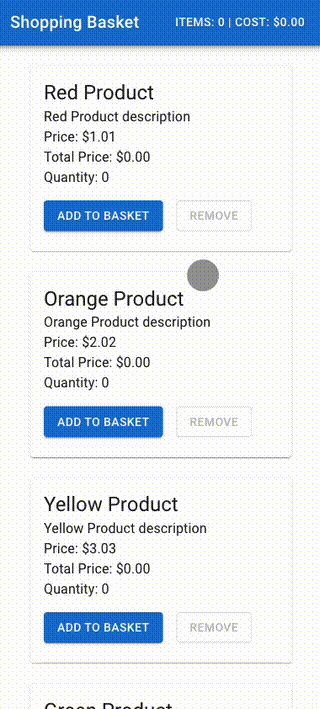 Shopping Basket
ITEMS: 0 | COST: $0.00
Red Product
Red Product description
Price: $1.01
Total Price: $0.00
Quantity: 0
ADD TO BASKET
REMOVE
Orange Product
Orange Product description
Price: $2.02
Total Price: $0.00
Quantity: 0
ADD TO BASKET
REMOVE
Yellow Product
Yellow Product description
Price: $3.03
Total Price: $0.00
Quantity: 0
ADD TO BASKET
REMOVE
Green Product